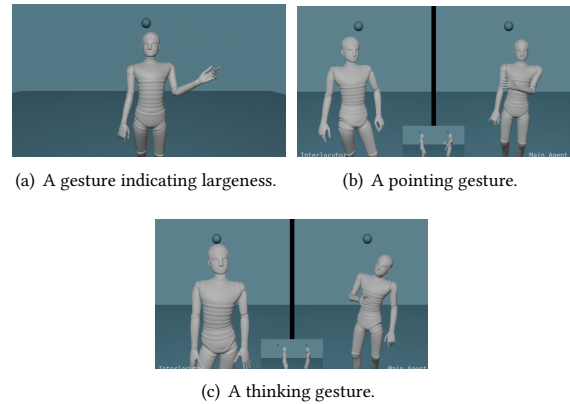 (a) A gesture indicating largeness.
Interlocutor Main Agent
(b) A pointing gesture.
Interlocutor Main Agent
(c) A thinking gesture.